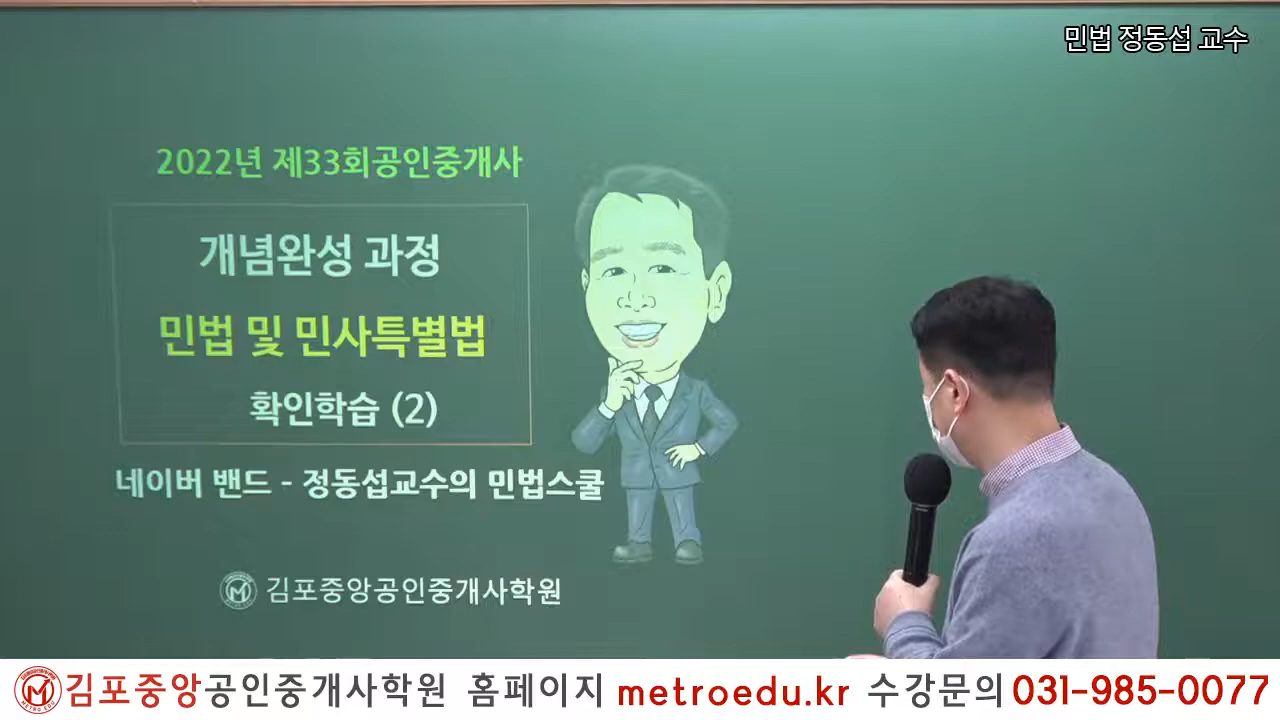 민법 정동섭 교수
2022년 제33회공인중개사
개념완성 과정
민법 및 민사특별법
확인학습 (2)
네이버 밴드 - 정동섭교수의 민법스쿨
김포중앙공인중개사학원
김포중앙공인중개사학원 홈페이지 metroedu.kr 수강문의 031-985-0077
METRO EDU